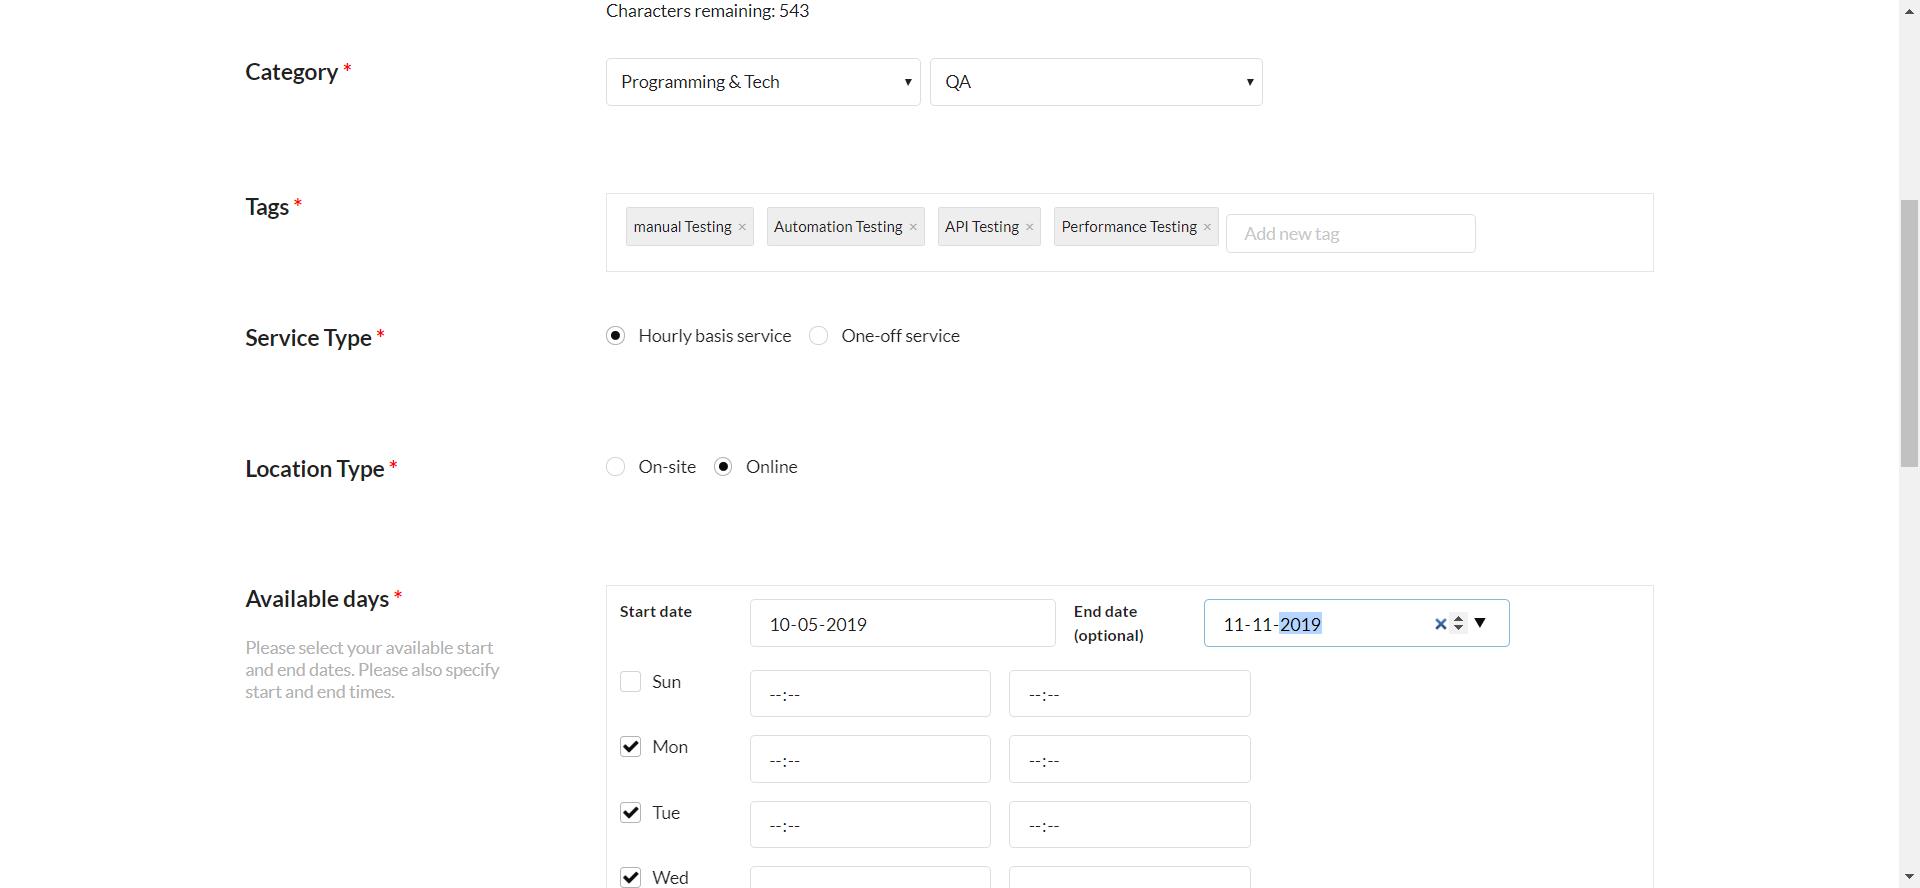 Characters remaining: 543
Category *
Programming & Tech
QA
Tags *
manual Testing ×
Automation Testing ×
API Testing ×
Performance Testing ×
Add new tag
Service Type *
Hourly basis service
One-off service
Location Type *
On-site
Online
Available days *
Please select your available start
and end dates. Please also specify
start and end times.
Start date
10-05-2019
End date
(optional)
11-11-2019
Sun
--:--
--:--
Mon
--:--
--:--
Tue
--:--
--:--
Wed